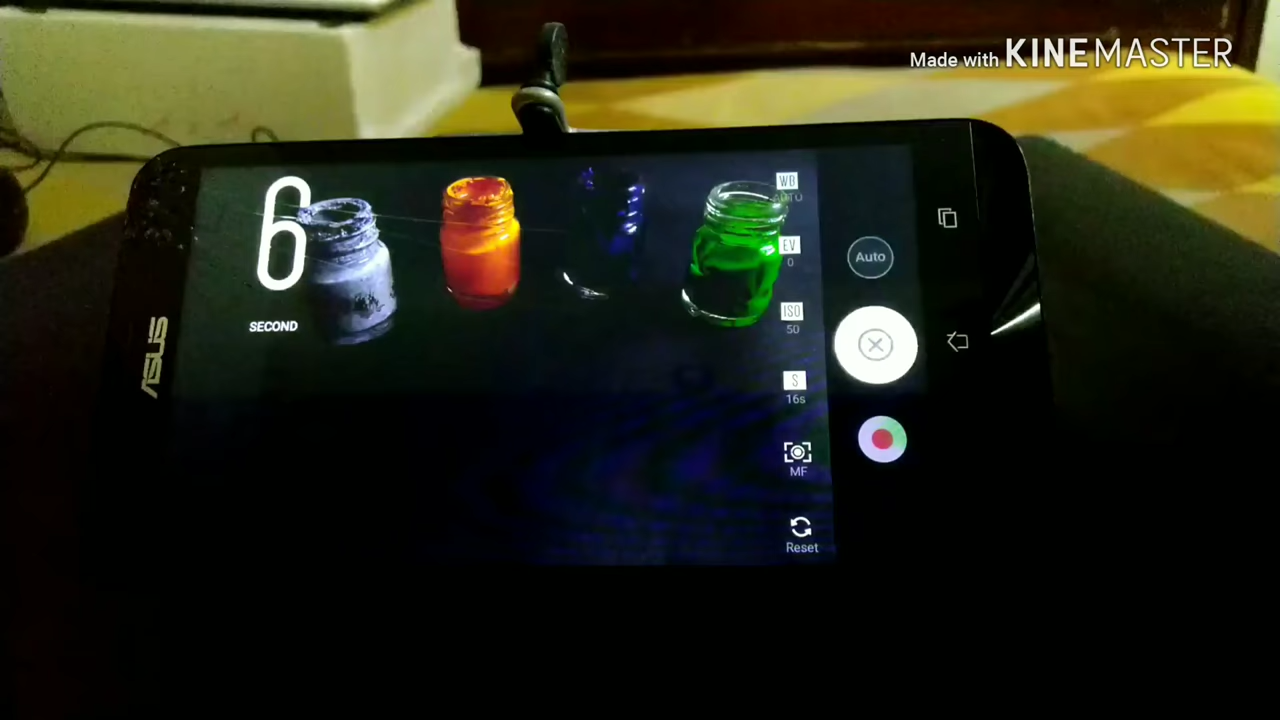 Made with KINEMASTER
6
SECOND
ASUS
WB
AUTO
EV
0
ISO
50
S
16s
MF
Reset
Auto